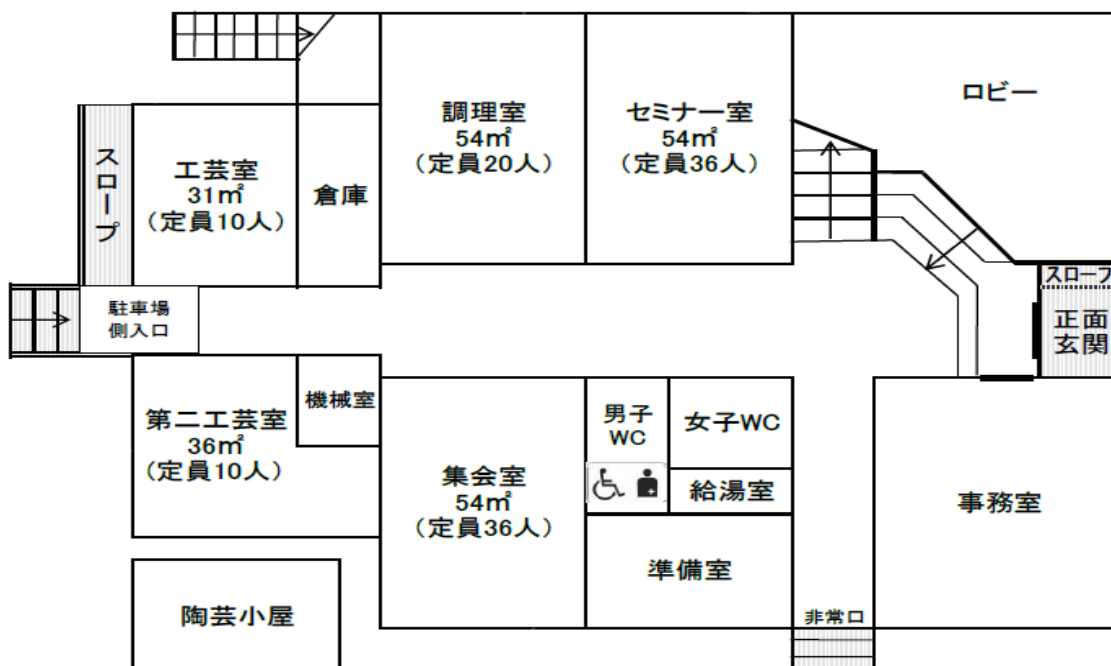 ロビー
調理室
54㎡
（定員20人）
セミナー室
54㎡
（定員36人）
スロープ
工芸室
31㎡
（定員10人）
倉庫
スロープ
正面
玄関
駐車場
側入口
第二工芸室
36㎡
（定員10人）
機械室
集会室
54㎡
（定員36人）
男子
WC
女子WC
給湯室
準備室
事務室
陶芸小屋
非常口